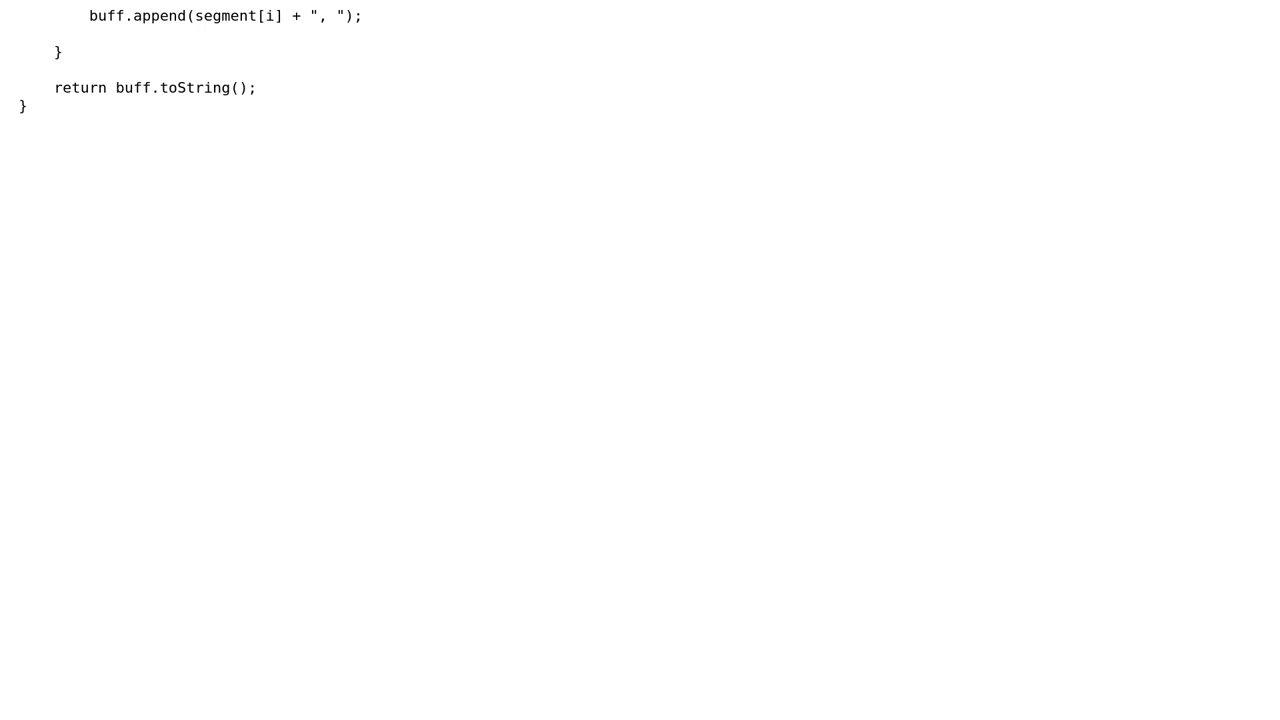 buff.append(segment[i] + ", ");

    }

    return buff.toString();
}